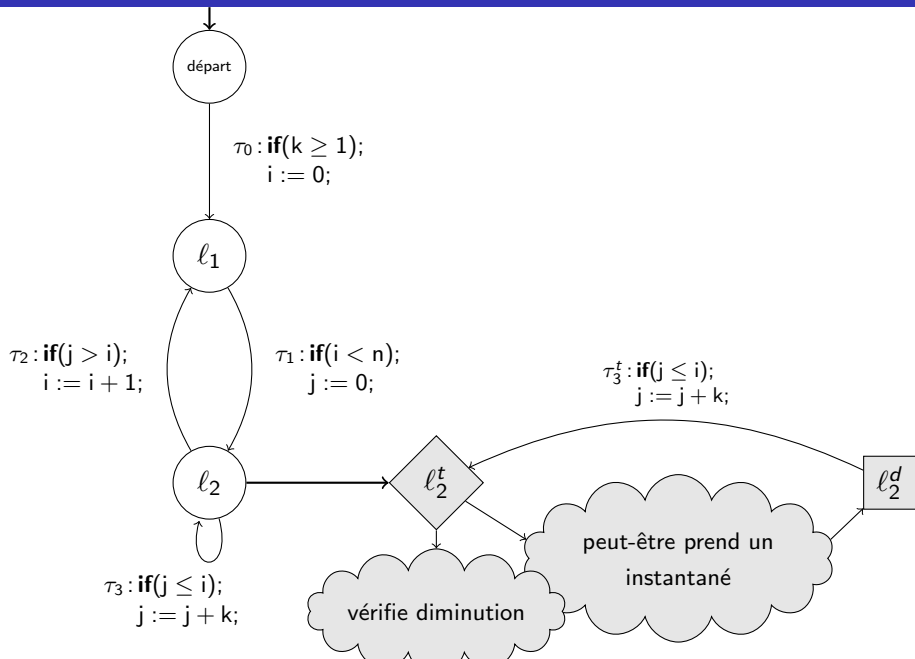 départ
τ₀: if(k ≥ 1);
i := 0;
ℓ₁
τ₂: if(j > i);
i := i + 1;
τ₁: if(i < n);
j := 0;
τ₃ᵗ: if(j ≤ i);
j := j + k;
ℓ₂
ℓ₂ᵗ
ℓ₂ᵈ
peut-être prend un
instantané
τ₃: if(j ≤ i);
j := j + k;
vérifie diminution